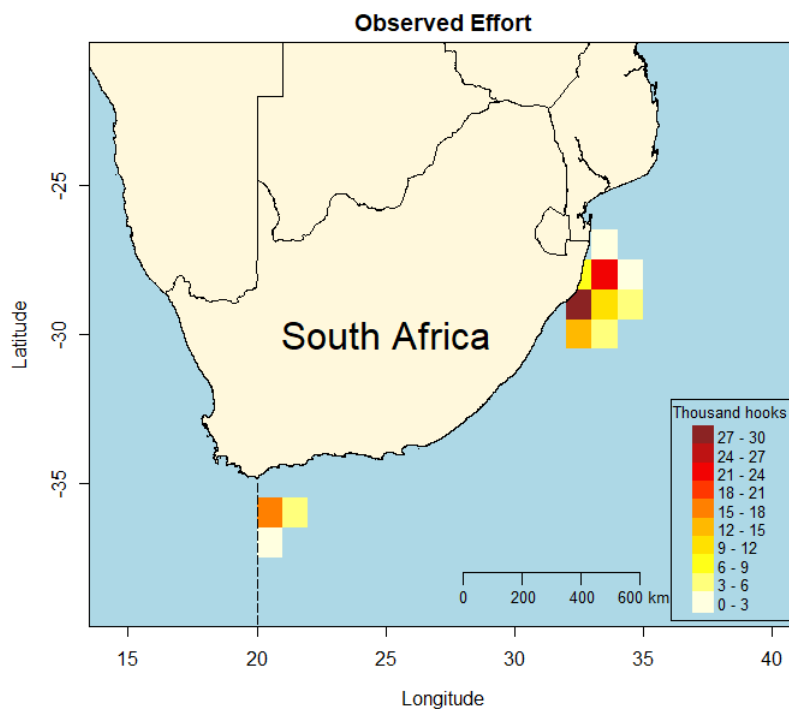 Observed Effort
Latitude
-25
-30
-35
South Africa
Thousand hooks
27 - 30
24 - 27
21 - 24
18 - 21
15 - 18
12 - 15
9 - 12
6 - 9
3 - 6
0 - 3
0 200 400 600 km
15 20 25 30 35 40
Longitude